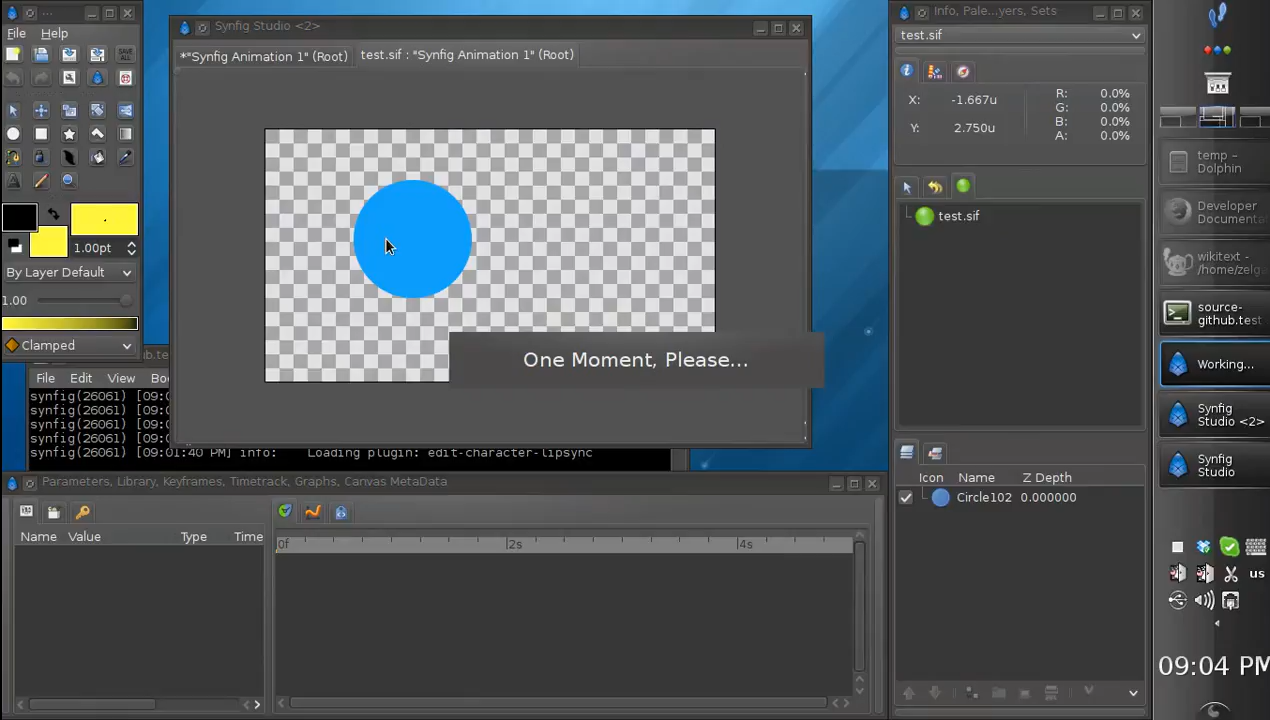 ...
File Help
SAVE ALL
1.00pt
By Layer Default
1.00
Clamped
Synfig Studio <2>
*"Synfig Animation 1" (Root)
test.sif : "Synfig Animation 1" (Root)
One Moment, Please...
File Edit View
synfig(26061) [09:
synfig(26061) [09:
synfig(26061) [09:
synfig(26061) [09:
synfig(26061) [09:01:40 PM] info: Loading plugin: edit-character-lipsync
Parameters, Library, Keyframes, Timetrack, Graphs, Canvas MetaData
Name Value Type Time
0f 2s 4s
Info, Pale...yers, Sets
test.sif
X: -1.667u
Y: 2.750u
R: 0.0%
G: 0.0%
B: 0.0%
A: 0.0%
test.sif
Icon Name Z Depth
Circle102 0.000000
temp –
Dolphin
Developer
Documenta
wikitext -
/home/zelg
source-
github.test
Working...
Synfig
Studio <2>
Synfig
Studio
us
09:04 PM